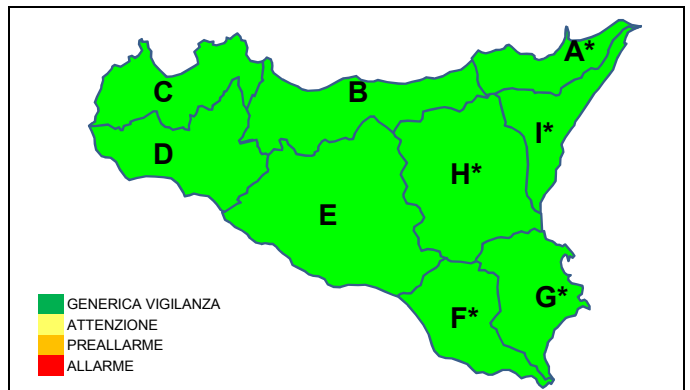 A*
C
B
I*
D
H*
E
G*
F*
GENERICA VIGILANZA
ATTENZIONE
PREALLARME
ALLARME